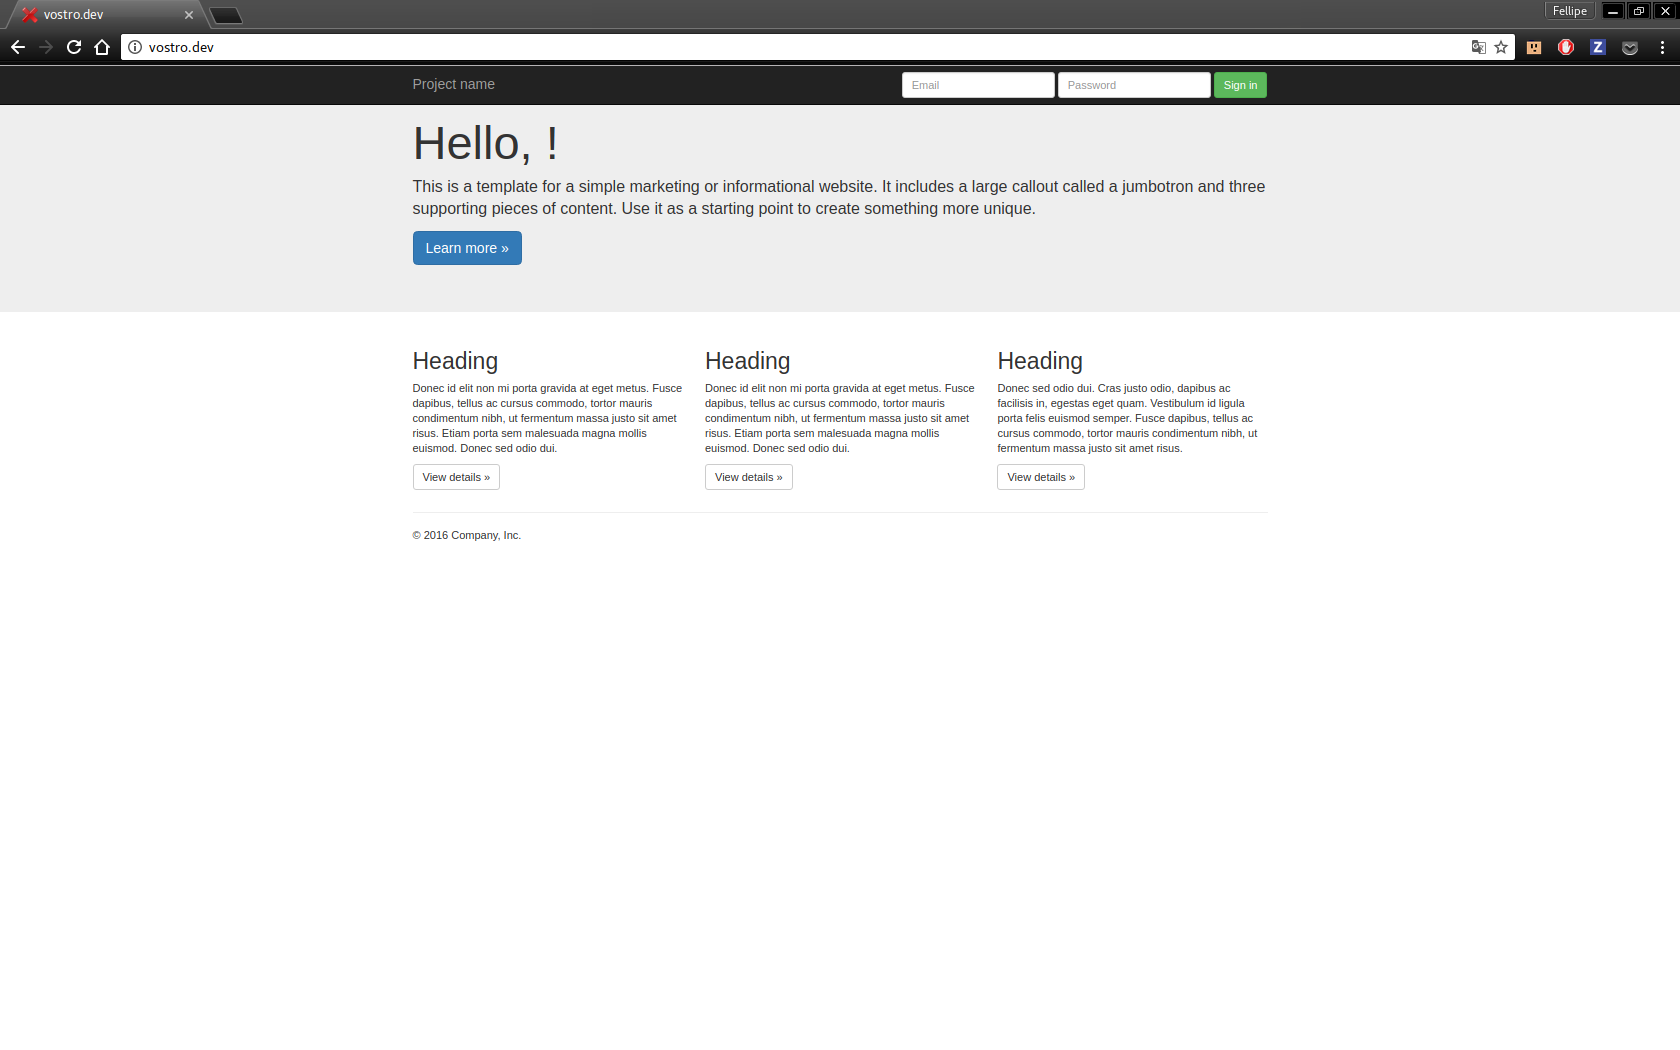 vostro.dev
Fellipe
vostro.dev
Project name
Email
Password
Sign in
Hello, !
This is a template for a simple marketing or informational website. It includes a large callout called a jumbotron and three
supporting pieces of content. Use it as a starting point to create something more unique.
Learn more »
Heading
Donec id elit non mi porta gravida at eget metus. Fusce
dapibus, tellus ac cursus commodo, tortor mauris
condimentum nibh, ut fermentum massa justo sit amet
risus. Etiam porta sem malesuada magna mollis
euismod. Donec sed odio dui.
View details »
Heading
Donec id elit non mi porta gravida at eget metus. Fusce
dapibus, tellus ac cursus commodo, tortor mauris
condimentum nibh, ut fermentum massa justo sit amet
risus. Etiam porta sem malesuada magna mollis
euismod. Donec sed odio dui.
View details »
Heading
Donec sed odio dui. Cras justo odio, dapibus ac
facilisis in, egestas eget quam. Vestibulum id ligula
porta felis euismod semper. Fusce dapibus, tellus ac
cursus commodo, tortor mauris condimentum nibh, ut
fermentum massa justo sit amet risus.
View details »
© 2016 Company, Inc.